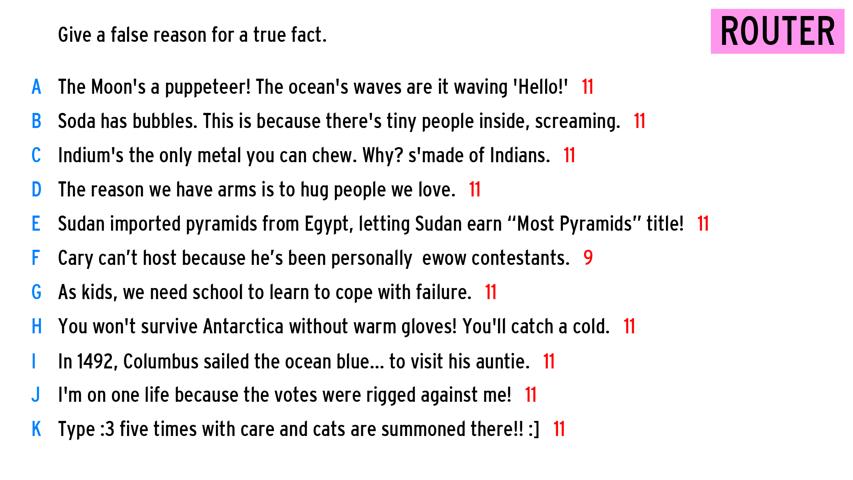 Give a false reason for a true fact.
ROUTER
A The Moon's a puppeteer! The ocean's waves are it waving 'Hello!' 11
B Soda has bubbles. This is because there's tiny people inside, screaming. 11
C Indium's the only metal you can chew. Why? s'made of Indians. 11
D The reason we have arms is to hug people we love. 11
E Sudan imported pyramids from Egypt, letting Sudan earn “Most Pyramids” title! 11
F Cary can’t host because he’s been personally ewow contestants. 9
G As kids, we need school to learn to cope with failure. 11
H You won't survive Antarctica without warm gloves! You'll catch a cold. 11
I In 1492, Columbus sailed the ocean blue... to visit his auntie. 11
J I'm on one life because the votes were rigged against me! 11
K Type :3 five times with care and cats are summoned there!! :] 11